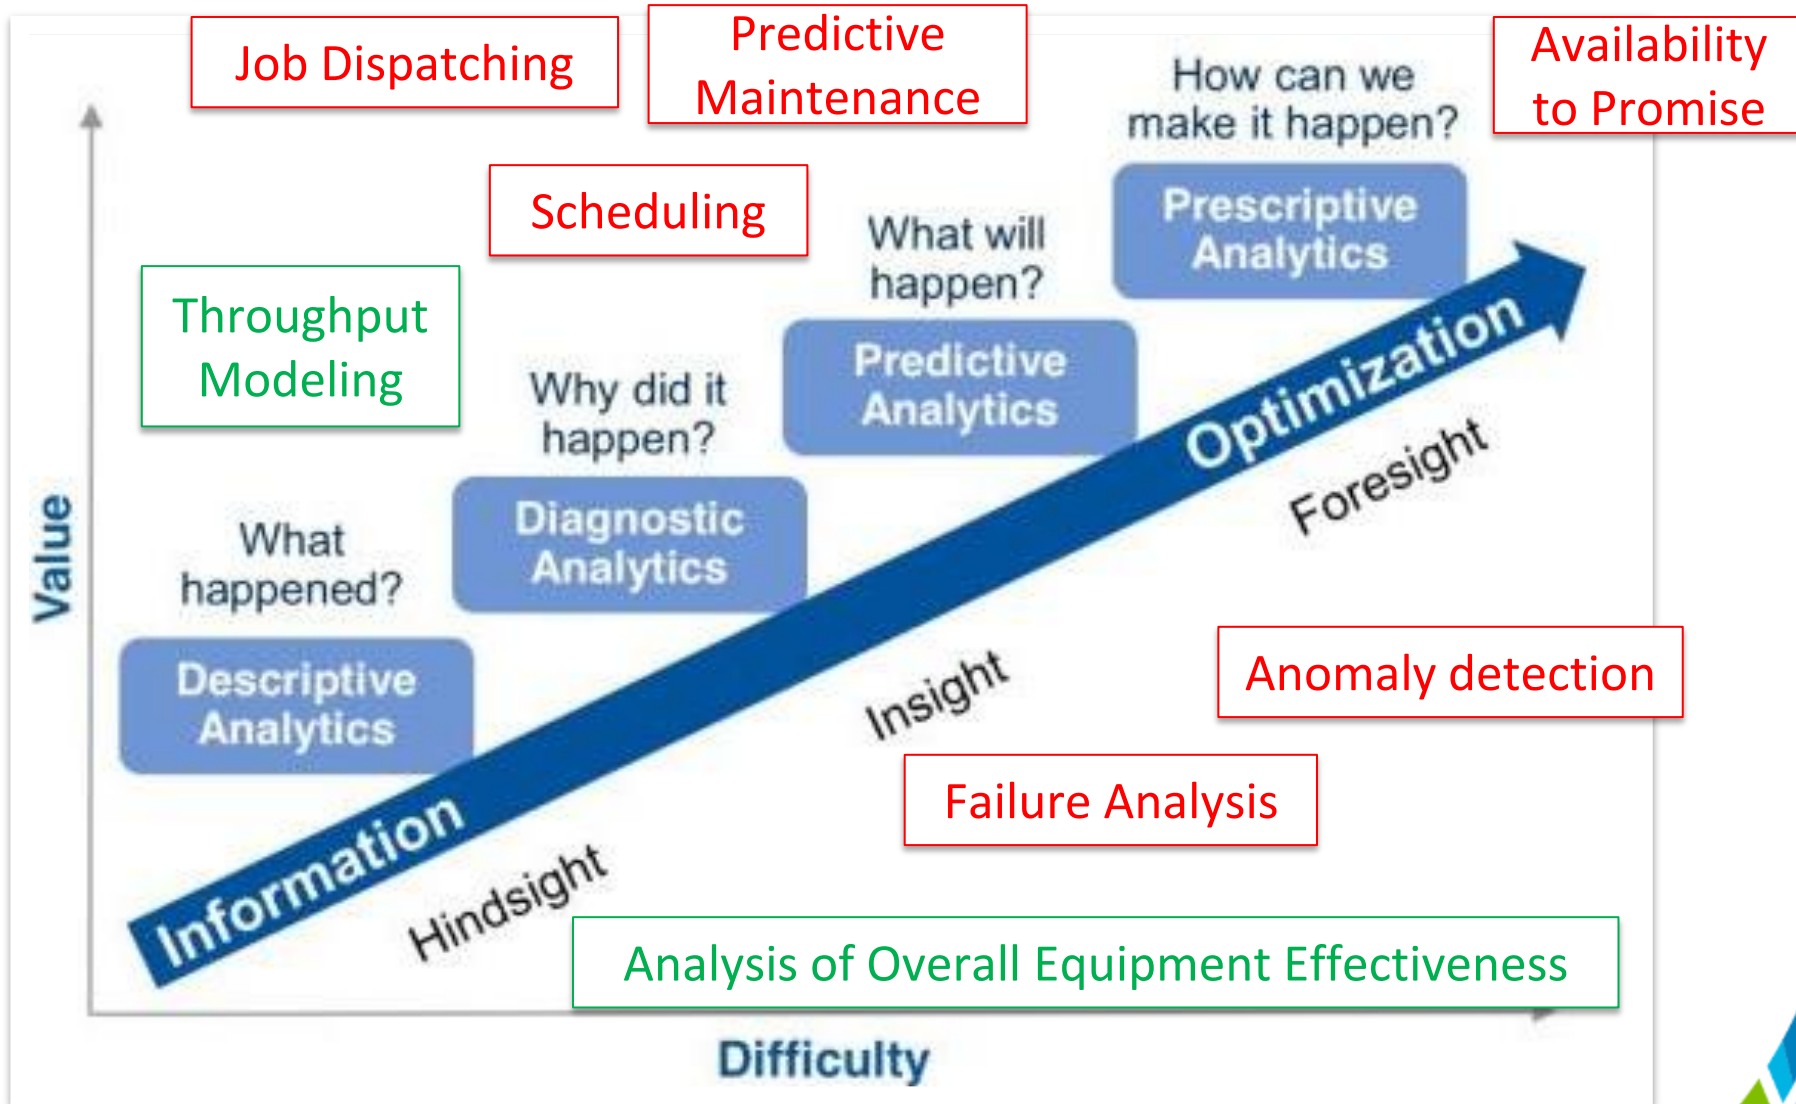 Job Dispatching
Predictive
Maintenance
How can we
make it happen?
Availability
to Promise
Scheduling
Prescriptive
Analytics
What will
happen?
Throughput
Modeling
Predictive
Analytics
Optimization
Why did it
happen?
Foresight
Diagnostic
Analytics
Value
What
happened?
Descriptive
Analytics
Insight
Anomaly detection
Failure Analysis
Information
Hindsight
Analysis of Overall Equipment Effectiveness
Difficulty